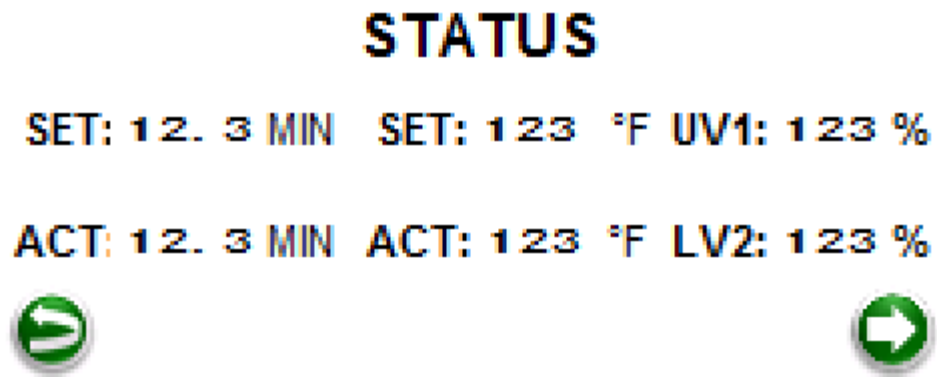 STATUS
SET: 12. 3 MIN SET: 123 °F UV1: 123 %
ACT: 12. 3 MIN ACT: 123 °F LV2: 123 %